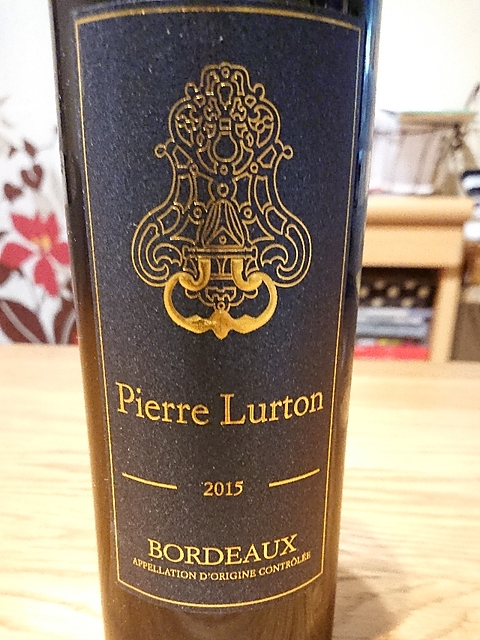 Pierre Lurton
2015
BORDEAUX
APPELLATION D'ORIGINE CONTRÔLÉE